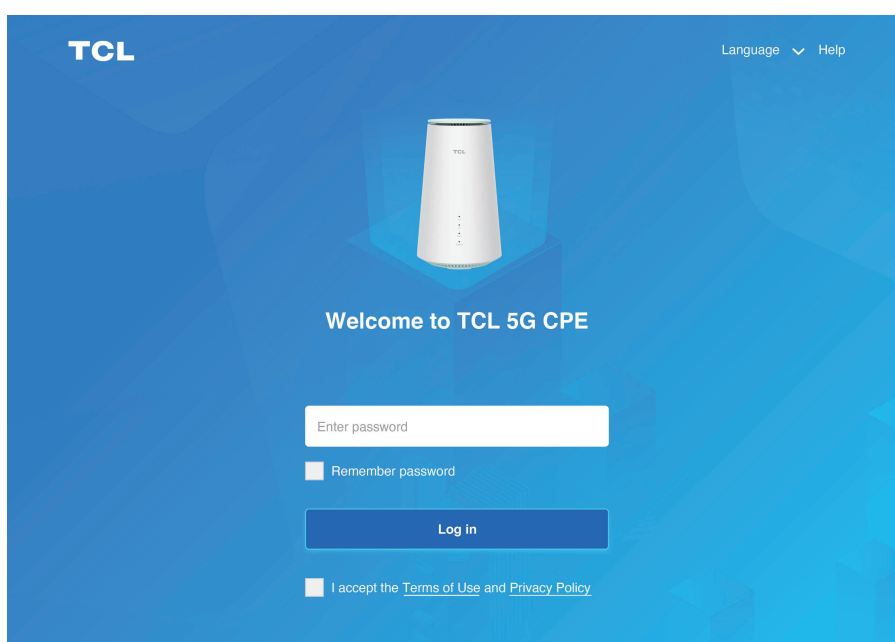 TCL
Language Help
TCL
Welcome to TCL 5G CPE
Enter password
Remember password
Log in
I accept the Terms of Use and Privacy Policy